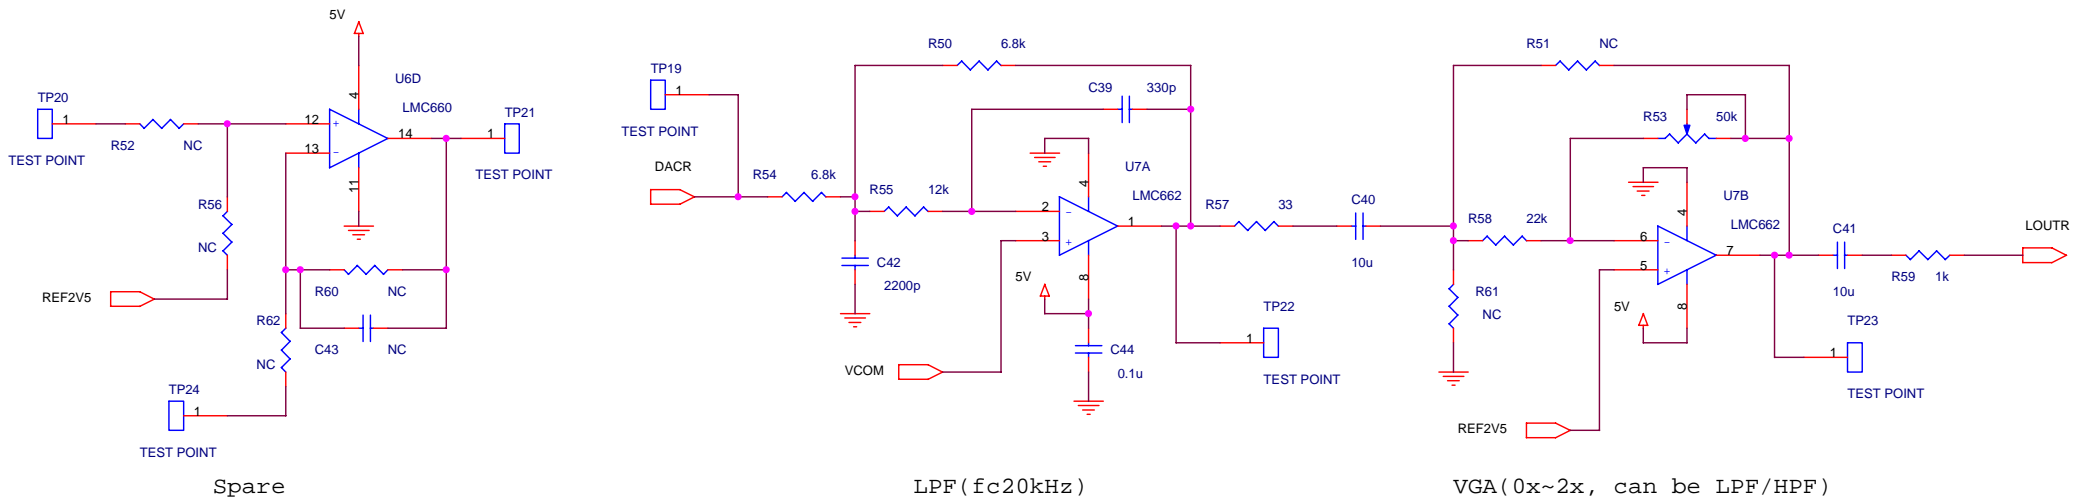 5V
U6D
LMC660
4
TP20
1
TEST POINT
R52
NC
12
13
14
11
TP21
1
TEST POINT
R56
NC
REF2V5
R60
NC
R62
NC
C43
NC
TP24
1
TEST POINT
Spare
TP19
1
TEST POINT
DACR
R54
6.8k
R50
6.8k
C39
330p
R55
12k
U7A
LMC662
4
2
3
1
8
5V
C42
2200p
VCOM
C44
0.1u
R57
33
C40
10u
TP22
1
TEST POINT
LPF(fc20kHz)
R51
NC
R53
50k
R58
22k
U7B
LMC662
4
6
5
7
8
5V
R61
NC
REF2V5
C41
10u
R59
1k
LOUTR
TP23
1
TEST POINT
VGA(0x~2x, can be LPF/HPF)